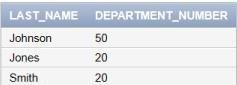 LAST_NAME DEPARTMENT_NUMBER
Johnson 50
Jones 20
Smith 20